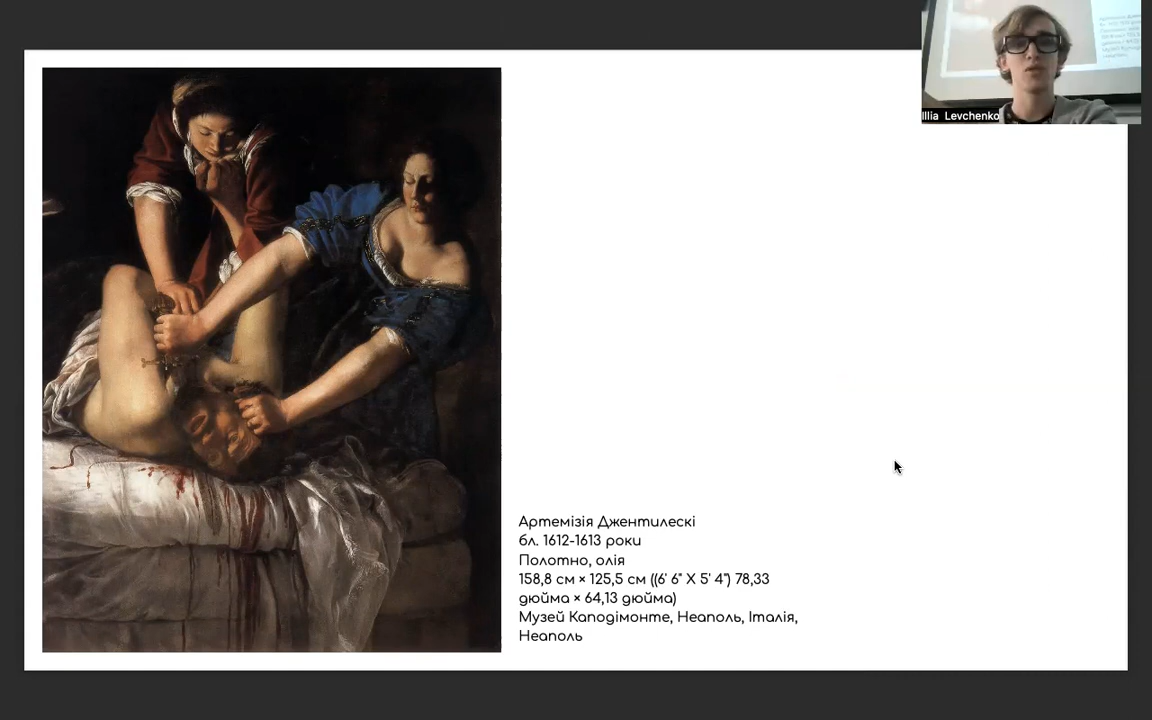 Illia Levchenko
Артемізія Джентилескі
бл. 1612-1613 роки
Полотно, олія
158,8 см × 125,5 см ((6' 6" X 5' 4") 78,33
дюйма × 64,13 дюйма)
Музей Каподімонте, Неаполь, Італія,
Неаполь